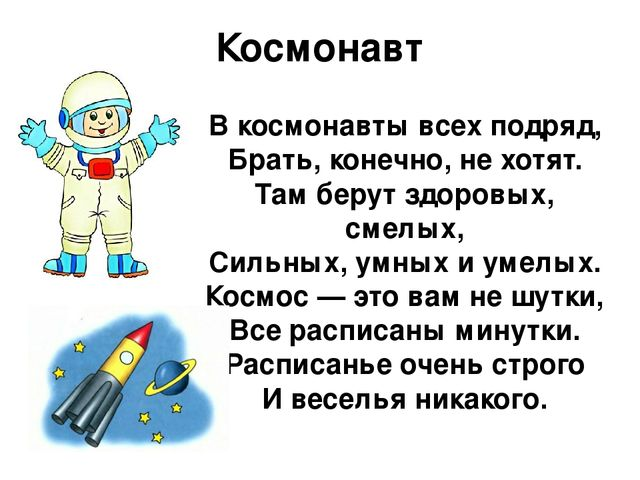 Космонавт
В космонавты всех подряд,
Брать, конечно, не хотят.
Там берут здоровых,
смелых,
Сильных, умных и умелых.
Космос — это вам не шутки,
Все расписаны минутки.
Расписанье очень строго
И веселья никакого.